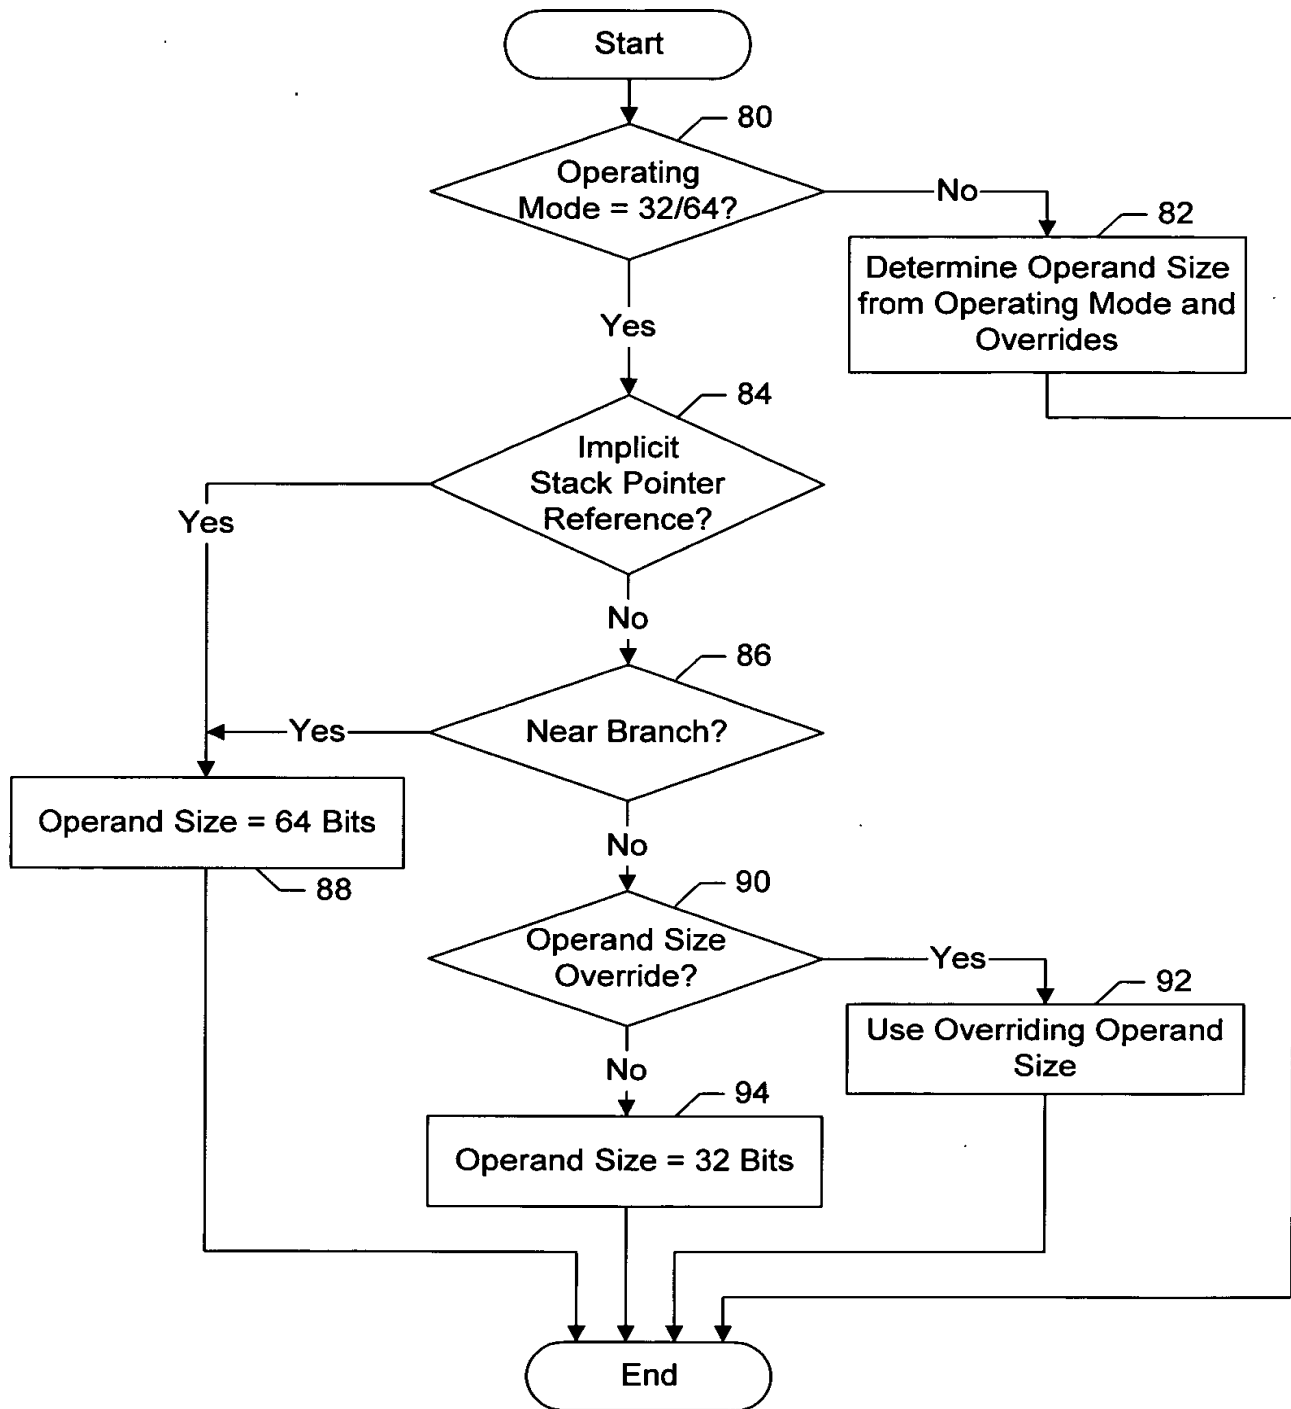 Start
80
Operating
Mode = 32/64?
No
82
Determine Operand Size
from Operating Mode and
Overrides
Yes
84
Implicit
Stack Pointer
Reference?
Yes
No
86
Near Branch?
Yes
Operand Size = 64 Bits
88
No
90
Operand Size
Override?
Yes
92
Use Overriding Operand
Size
No
94
Operand Size = 32 Bits
End